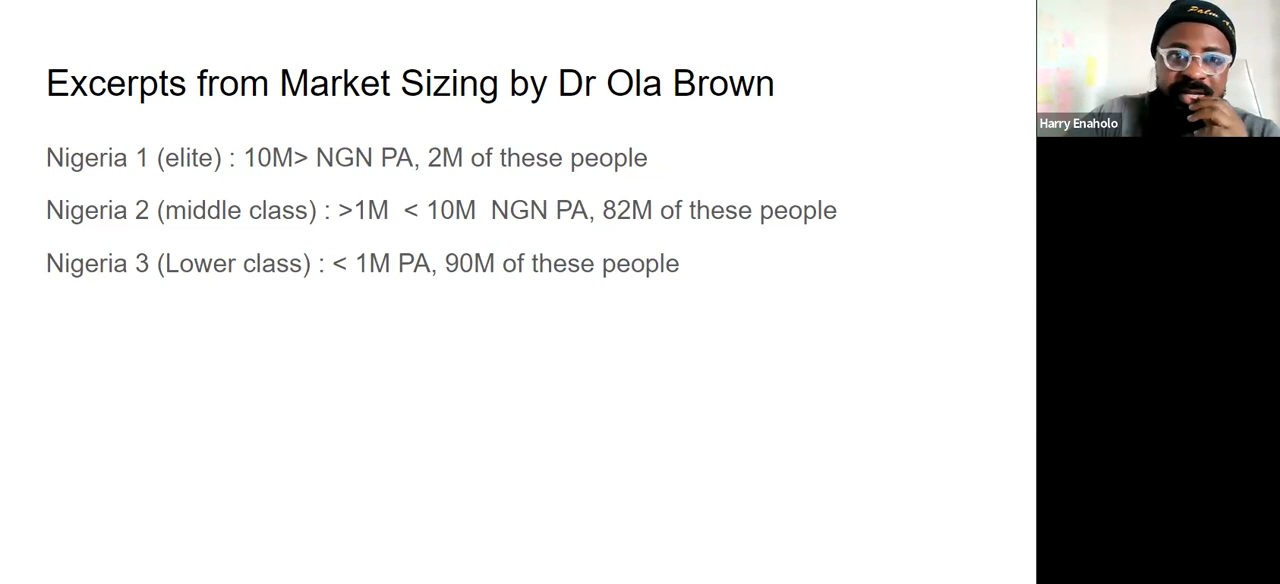 Excerpts from Market Sizing by Dr Ola Brown
Nigeria 1 (elite) : 10M> NGN PA, 2M of these people
Nigeria 2 (middle class) : >1M  < 10M  NGN PA, 82M of these people
Nigeria 3 (Lower class) : < 1M PA, 90M of these people
Palm
Harry Enaholo